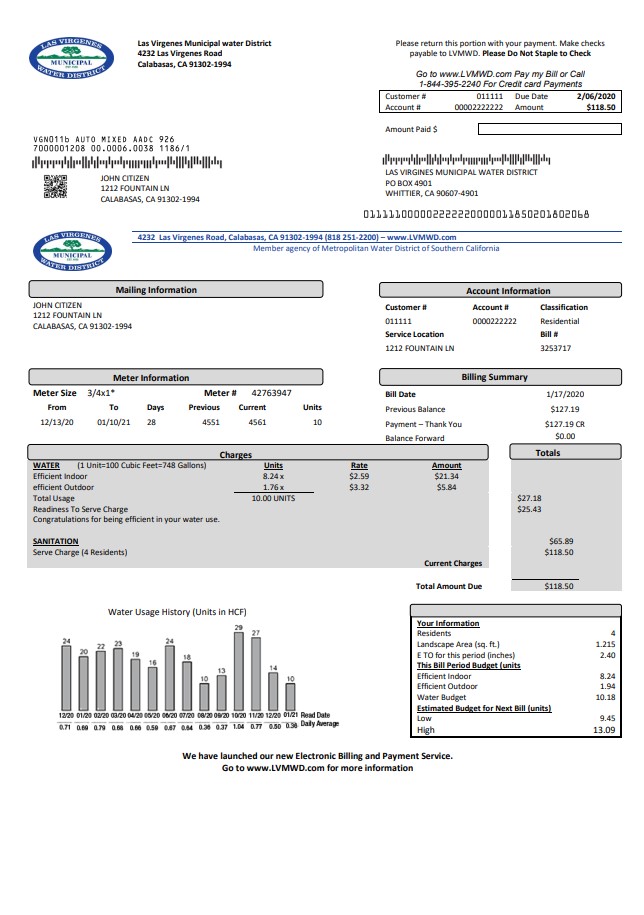 LAS VIRGENES
MUNICIPAL
WATER DISTRICT
Las Virgenes Municipal water District
4232 Las Virgenes Road
Calabasas, CA 91302-1994
Please return this portion with your payment. Make checks
payable to LVMWD. Please Do Not Staple to Check
Go to www.LVMWD.com Pay my Bill or Call
1-844-395-2240 For Credit card Payments
Customer # 011111 Due Date 2/06/2020
Account # 00002222222 Amount $118.50
Amount Paid $
VGN011b AUTO MIXED AADC 926
7000001208 00.0006.0038 1186/1
JOHN CITIZEN
1212 FOUNTAIN LN
CALABASAS, CA 91302-1994
LAS VIRGINES MUNICIPAL WATER DISTRICT
PO BOX 4901
WHITTIER, CA 90607-4901
011111000002222220000011850201802068
LAS VIRGENES
MUNICIPAL
WATER DISTRICT
4232 Las Virgenes Road, Calabasas, CA 91302-1994 (818 251-2200) – www.LVMWD.com
Member agency of Metropolitan Water District of Southern California
Mailing Information
JOHN CITIZEN
1212 FOUNTAIN LN
CALABASAS, CA 91302-1994
Account Information
Customer # Account # Classification
011111 0000222222 Residential
Service Location Bill #
1212 FOUNTAIN LN 3253717
Meter Information
Meter Size 3/4x1* Meter # 42763947
From To Days Previous Current Units
12/13/20 01/10/21 28 4551 4561 10
Billing Summary
Bill Date 1/17/2020
Previous Balance $127.19
Payment – Thank You $127.19 CR
Balance Forward $0.00
Charges
Totals
WATER (1 Unit=100 Cubic Feet=748 Gallons) Units Rate Amount
Efficient Indoor 8.24 x $2.59 $21.34
efficient Outdoor 1.76 x $3.32 $5.84
Total Usage 10.00 UNITS $27.18
Readiness To Serve Charge $25.43
Congratulations for being efficient in your water use.
SANITATION $65.89
Serve Charge (4 Residents) $118.50
Current Charges
Total Amount Due $118.50
Water Usage History (Units in HCF)
24 20 22 23 19 16 24 18 10 13 29 27 14 10
12/20 01/20 02/20 03/20 04/20 05/20 06/20 07/20 08/20 09/20 10/20 11/20 12/20 01/21 Read Date
0.71 0.69 0.79 0.66 0.66 0.59 0.67 0.64 0.36 0.37 1.04 0.77 0.50 0.36 Daily Average
Your Information
Residents 4
Landscape Area (sq. ft.) 1.215
E TO for this period (inches) 2.40
This Bill Period Budget (units
Efficient Indoor 8.24
Efficient Outdoor 1.94
Water Budget 10.18
Estimated Budget for Next Bill (units)
Low 9.45
High 13.09
We have launched our new Electronic Billing and Payment Service.
Go to www.LVMWD.com for more information